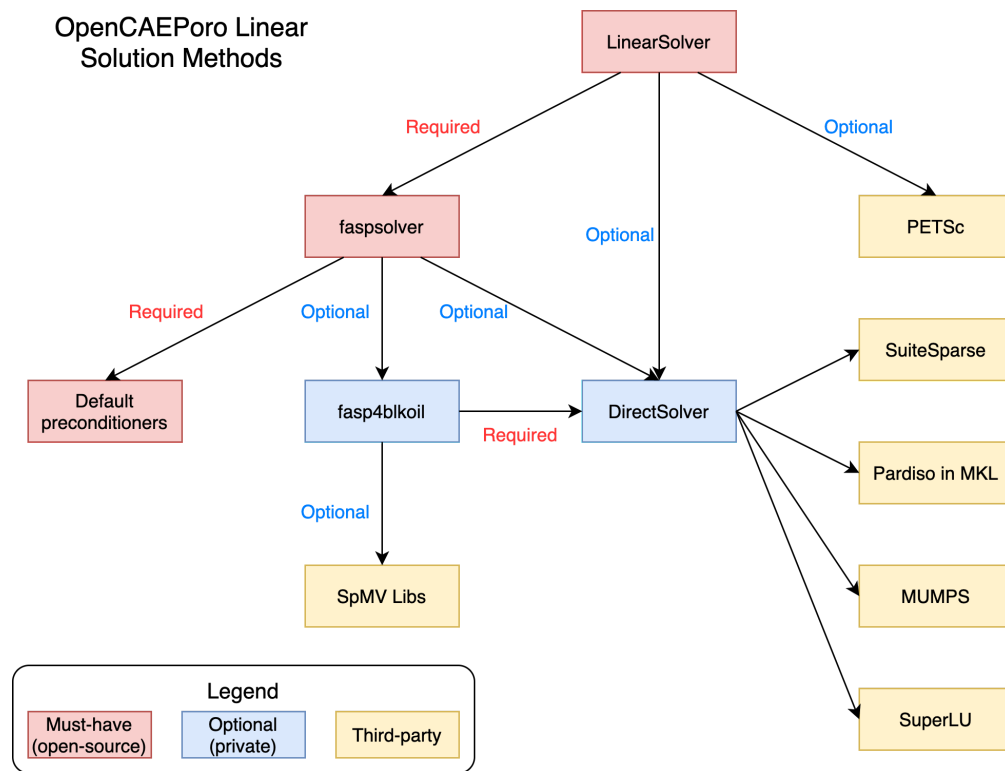 OpenCAEPoro Linear
Solution Methods
LinearSolver
Required
Optional
Optional
faspsolver
PETSc
Required
Optional
Optional
SuiteSparse
Default
preconditioners
fasp4blkoil
Required
DirectSolver
Pardiso in MKL
Optional
SpMV Libs
MUMPS
SuperLU
Legend
Must-have
(open-source)
Optional
(private)
Third-party